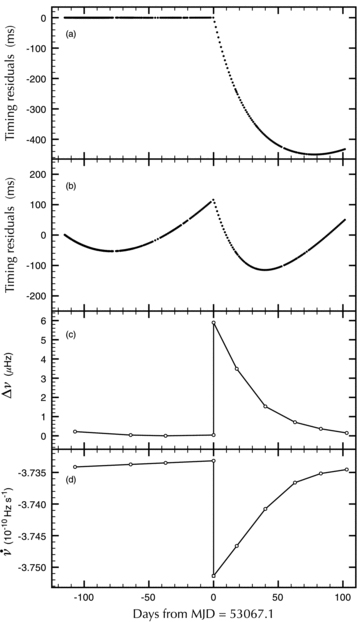 0
-100
-200
-300
-400
Timing residuals (ms)
(a)
200
100
0
-100
-200
Timing residuals (ms)
(b)
6
5
4
3
2
1
0
Δν (μHz)
(c)
-3.735
-3.740
-3.745
-3.750
ν̇ (10⁻¹⁰ Hz s⁻¹)
(d)
-100 -50 0 50 100
Days from MJD = 53067.1